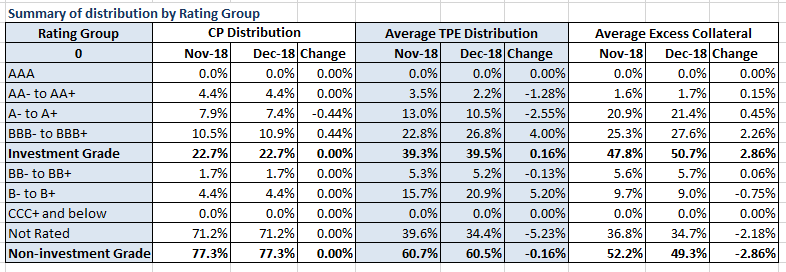 Summary of distribution by Rating Group
Rating Group CP Distribution Average TPE Distribution Average Excess Collateral
0 Nov-18 Dec-18 Change Nov-18 Dec-18 Change Nov-18 Dec-18 Change
AAA 0.0% 0.0% 0.00% 0.0% 0.0% 0.00% 0.0% 0.0% 0.00%
AA- to AA+ 4.4% 4.4% 0.00% 3.5% 2.2% -1.28% 1.6% 1.7% 0.15%
A- to A+ 7.9% 7.4% -0.44% 13.0% 10.5% -2.55% 20.9% 21.4% 0.45%
BBB- to BBB+ 10.5% 10.9% 0.44% 22.8% 26.8% 4.00% 25.3% 27.6% 2.26%
Investment Grade 22.7% 22.7% 0.00% 39.3% 39.5% 0.16% 47.8% 50.7% 2.86%
BB- to BB+ 1.7% 1.7% 0.00% 5.3% 5.2% -0.13% 5.6% 5.7% 0.06%
B- to B+ 4.4% 4.4% 0.00% 15.7% 20.9% 5.20% 9.7% 9.0% -0.75%
CCC+ and below 0.0% 0.0% 0.00% 0.0% 0.0% 0.00% 0.0% 0.0% 0.00%
Not Rated 71.2% 71.2% 0.00% 39.6% 34.4% -5.23% 36.8% 34.7% -2.18%
Non-investment Grade 77.3% 77.3% 0.00% 60.7% 60.5% -0.16% 52.2% 49.3% -2.86%